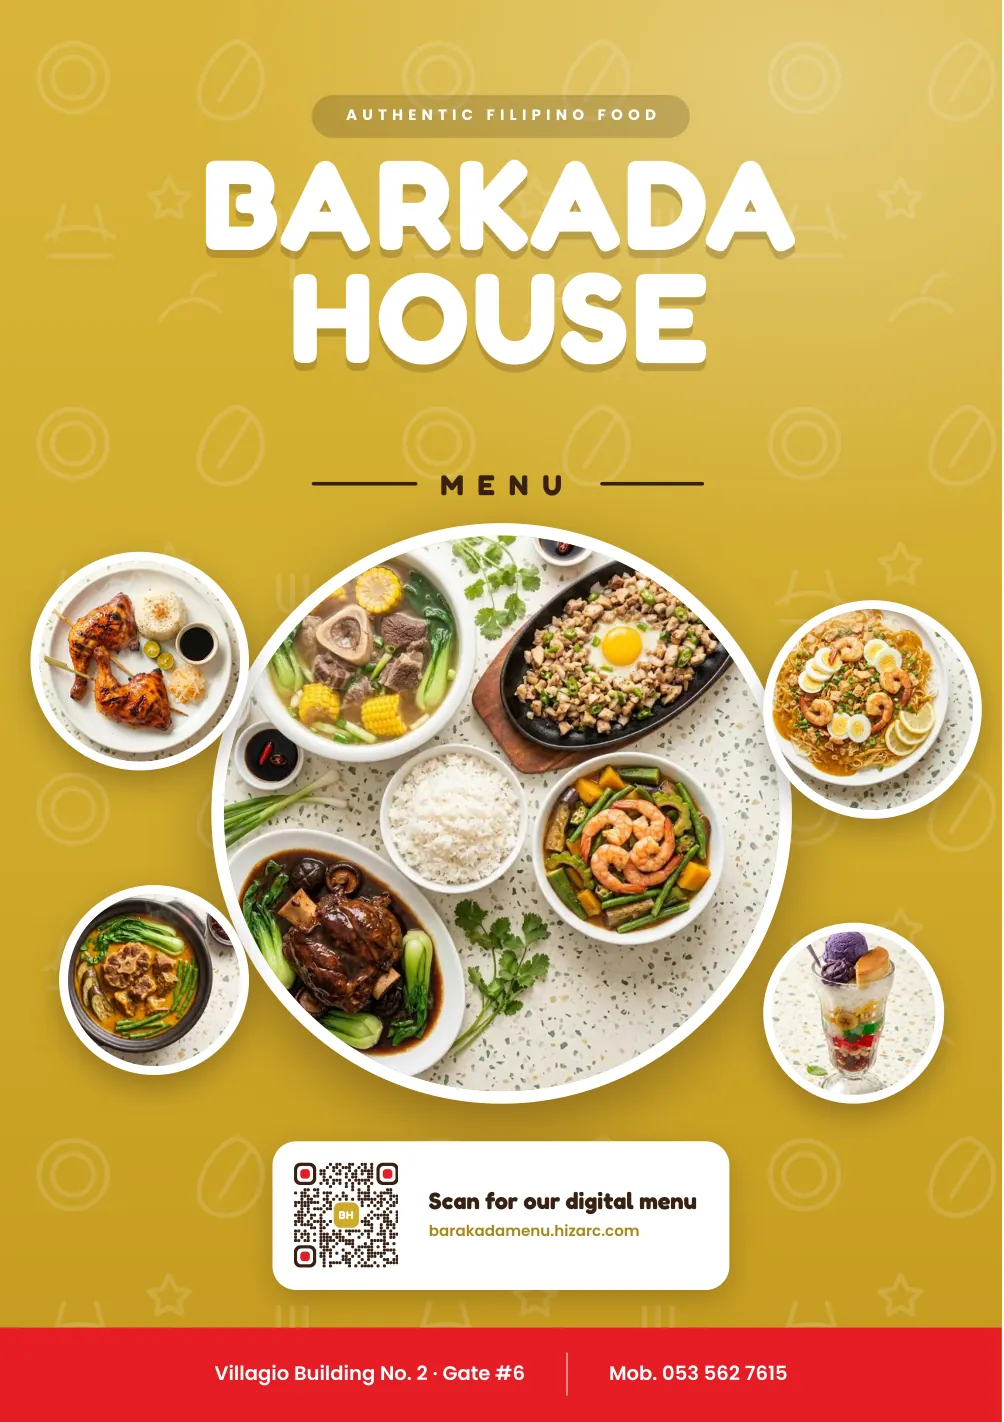 AUTHENTIC FILIPINO FOOD
BARKADA
HOUSE
MENU
BH
Scan for our digital menu
barakadamenu.hizarc.com
Villagio Building No. 2 · Gate #6
Mob. 053 562 7615